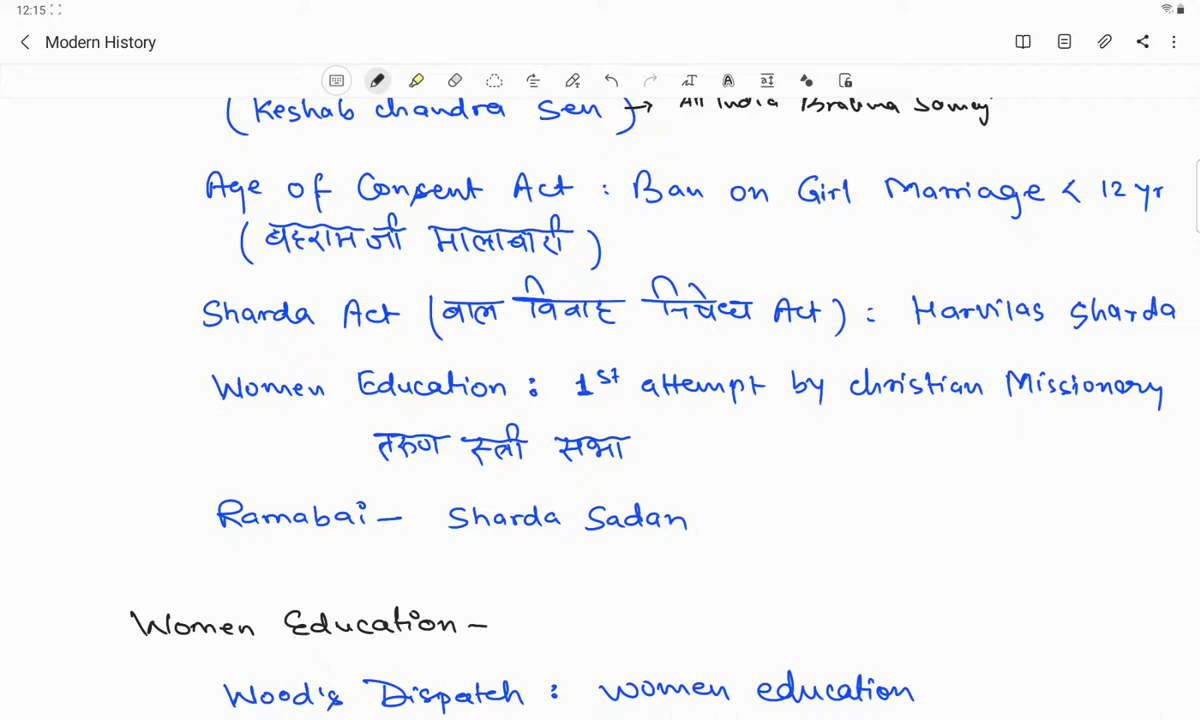 12:15
Modern History
(Keshab chandra Sen) → All India Brahma Samaj
Age of Consent Act : Ban on Girl Marriage < 12 yr
(बहरामजी मालाबारी)
Sharda Act (बाल विवाह निषेध Act) : Harvilas Sharda
Women Education : 1st attempt by christian Missionary
तरुण स्त्री सभा
Ramabai - Sharda Sadan
Women Education -
Wood's Dispatch : women education